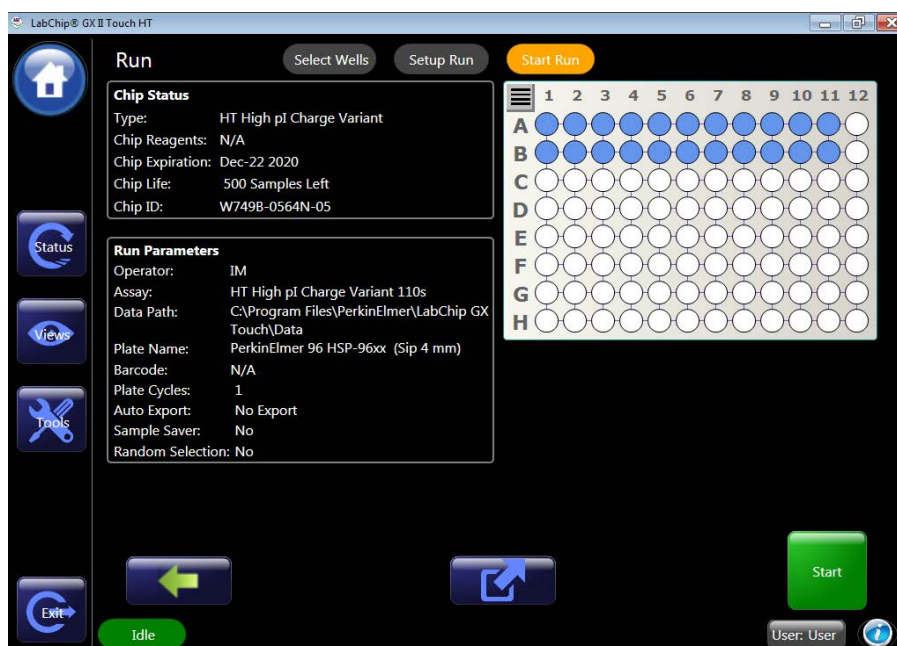 LabChip® GX II Touch HT
Run
Select Wells
Setup Run
Start Run
Chip Status
Type: HT High pI Charge Variant
Chip Reagents: N/A
Chip Expiration: Dec-22 2020
Chip Life: 500 Samples Left
Chip ID: W749B-0564N-05
1 2 3 4 5 6 7 8 9 10 11 12
A
B
C
D
E
F
G
H
Status
Run Parameters
Operator: IM
Assay: HT High pI Charge Variant 110s
Data Path: C:\Program Files\PerkinElmer\LabChip GX
Touch\Data
Plate Name: PerkinElmer 96 HSP-96xx (Sip 4 mm)
Barcode: N/A
Plate Cycles: 1
Auto Export: No Export
Sample Saver: No
Random Selection: No
Views
Tools
Start
Exit
Idle
User: User